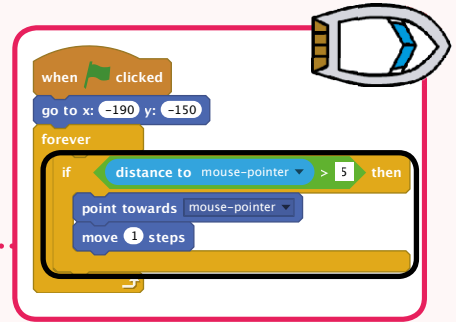 when clicked
go to x: -190 y: -150
forever
if distance to mouse-pointer > 5 then
point towards mouse-pointer
move 1 steps